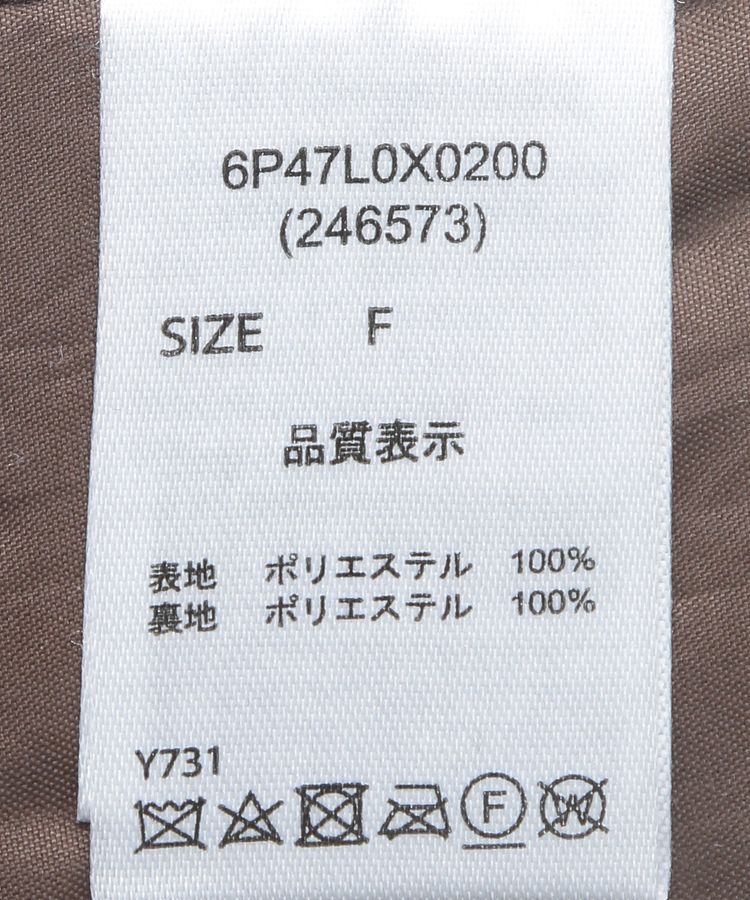 6P47L0X0200
(246573)
SIZE F
品質表示
表地 ポリエステル 100%
裏地 ポリエステル 100%
Y731
F W